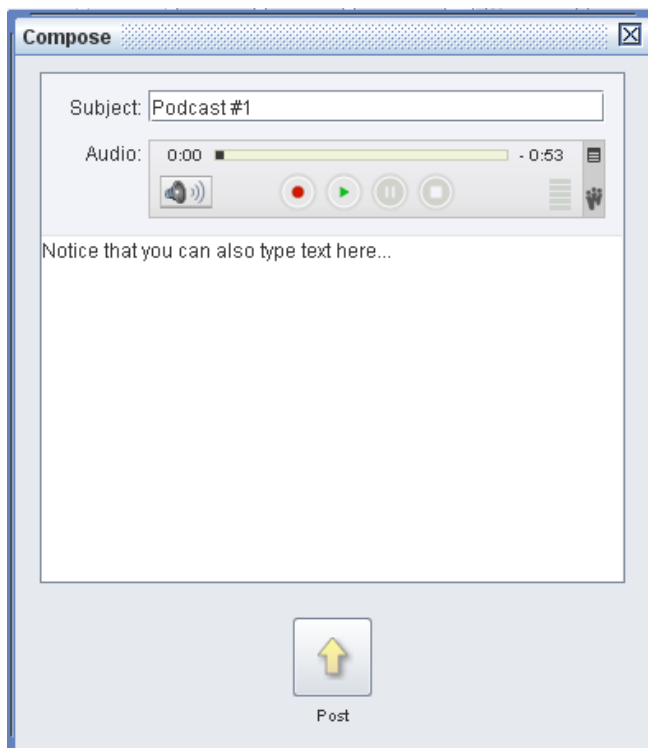 Compose
Subject: Podcast #1
Audio: 0:00 - 0:53
Notice that you can also type text here...
Post